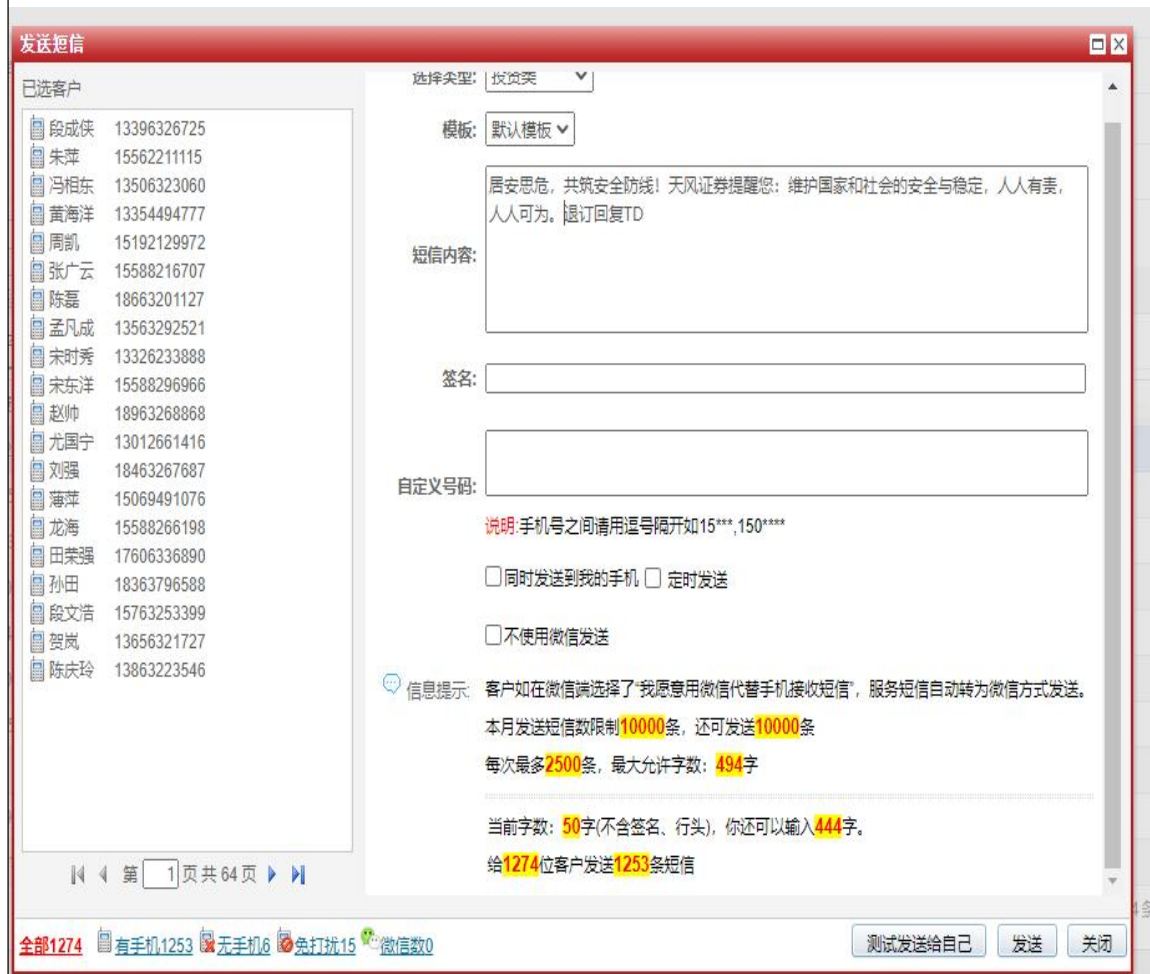 发送短信
已选客户
段成侠 13396326725
朱萍 15562211115
冯相东 13506323060
黄海洋 13354494777
周凯 15192129972
张广云 15588216707
陈磊 18663201127
孟凡成 13563292521
宋时秀 13326233888
宋东洋 15588296966
赵帅 18963268868
尤国宁 13012661416
刘强 18463267687
薄萍 15069491076
龙海 15588266198
田荣强 17606336890
孙田 18363796588
段文浩 15763253399
贺岚 13656321727
陈庆玲 13863223546
第 1 页共64页
选择类型: 投资类
模板: 默认模板
短信内容:
居安思危，共筑安全防线！天风证券提醒您：维护国家和社会的安全与稳定，人人有责，
人人可为。退订回复TD
签名:
自定义号码:
说明:手机号之间请用逗号隔开如15***,150****
同时发送到我的手机 定时发送
不使用微信发送
信息提示: 客户如在微信端选择了“我愿意用微信代替手机接收短信”，服务短信自动转为微信方式发送。
本月发送短信数限制10000条，还可发送10000条
每次最多2500条，最大允许字数：494字
当前字数：50字(不含签名、行头)，你还可以输入444字。
给1274位客户发送1253条短信
全部1274 有手机1253 无手机6 免打扰15 微信数0
测试发送给自己 发送 关闭